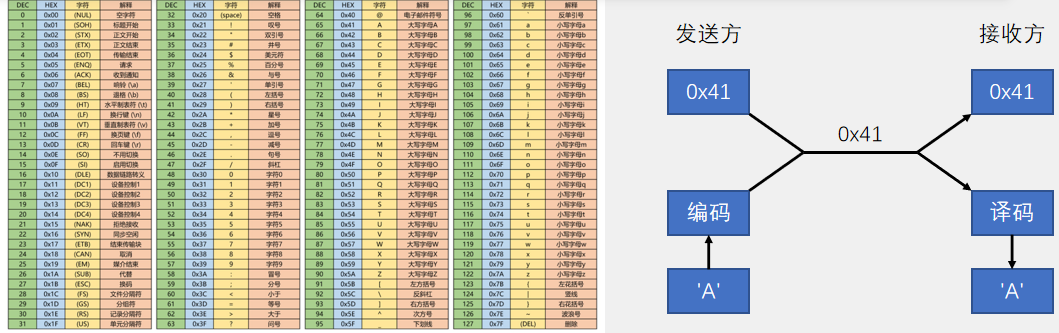 DEC HEX 字符 解释 DEC HEX 字符 解释 DEC HEX 字符 解释 DEC HEX 字符 解释
0 0x00 (NUL) 空字符 32 0x20 (space) 空格 64 0x40 @ 电子邮件符号 96 0x60 ` 反单引号
1 0x01 (SOH) 标题开始 33 0x21 ! 叹号 65 0x41 A 大写字母A 97 0x61 a 小写字母a
2 0x02 (STX) 正文开始 34 0x22 " 双引号 66 0x42 B 大写字母B 98 0x62 b 小写字母b
3 0x03 (ETX) 正文结束 35 0x23 # 井号 67 0x43 C 大写字母C 99 0x63 c 小写字母c
4 0x04 (EOT) 传输结束 36 0x24 $ 美元符 68 0x44 D 大写字母D 100 0x64 d 小写字母d
5 0x05 (ENQ) 请求 37 0x25 % 百分号 69 0x45 E 大写字母E 101 0x65 e 小写字母e
6 0x06 (ACK) 收到通知 38 0x26 & 与号 70 0x46 F 大写字母F 102 0x66 f 小写字母f
7 0x07 (BEL) 响铃 (\a) 39 0x27 ' 单引号 71 0x47 G 大写字母G 103 0x67 g 小写字母g
8 0x08 (BS) 退格 (\b) 40 0x28 ( 左括号 72 0x48 H 大写字母H 104 0x68 h 小写字母h
9 0x09 (HT) 水平制表符 (\t) 41 0x29 ) 右括号 73 0x49 I 大写字母I 105 0x69 i 小写字母i
10 0x0A (LF) 换行键 (\n) 42 0x2A * 星号 74 0x4A J 大写字母J 106 0x6A j 小写字母j
11 0x0B (VT) 垂直制表符 (\v) 43 0x2B + 加号 75 0x4B K 大写字母K 107 0x6B k 小写字母k
12 0x0C (FF) 换页键 (\f) 44 0x2C , 逗号 76 0x4C L 大写字母L 108 0x6C l 小写字母l
13 0x0D (CR) 回车键 (\r) 45 0x2D - 减号 77 0x4D M 大写字母M 109 0x6D m 小写字母m
14 0x0E (SO) 不用切换 46 0x2E . 句号 78 0x4E N 大写字母N 110 0x6E n 小写字母n
15 0x0F (SI) 启用切换 47 0x2F / 斜杠 79 0x4F O 大写字母O 111 0x6F o 小写字母o
16 0x10 (DLE) 数据链路转义 48 0x30 0 字符0 80 0x50 P 大写字母P 112 0x70 p 小写字母p
17 0x11 (DC1) 设备控制1 49 0x31 1 字符1 81 0x51 Q 大写字母Q 113 0x71 q 小写字母q
18 0x12 (DC2) 设备控制2 50 0x32 2 字符2 82 0x52 R 大写字母R 114 0x72 r 小写字母r
19 0x13 (DC3) 设备控制3 51 0x33 3 字符3 83 0x53 S 大写字母S 115 0x73 s 小写字母s
20 0x14 (DC4) 设备控制4 52 0x34 4 字符4 84 0x54 T 大写字母T 116 0x74 t 小写字母t
21 0x15 (NAK) 拒绝接收 53 0x35 5 字符5 85 0x55 U 大写字母U 117 0x75 u 小写字母u
22 0x16 (SYN) 同步空闲 54 0x36 6 字符6 86 0x56 V 大写字母V 118 0x76 v 小写字母v
23 0x17 (ETB) 结束传输块 55 0x37 7 字符7 87 0x57 W 大写字母W 119 0x77 w 小写字母w
24 0x18 (CAN) 取消 56 0x38 8 字符8 88 0x58 X 大写字母X 120 0x78 x 小写字母x
25 0x19 (EM) 媒介结束 57 0x39 9 字符9 89 0x59 Y 大写字母Y 121 0x79 y 小写字母y
26 0x1A (SUB) 代替 58 0x3A : 冒号 90 0x5A Z 大写字母Z 122 0x7A z 小写字母z
27 0x1B (ESC) 换码 59 0x3B ; 分号 91 0x5B [ 左方括号 123 0x7B { 左花括号
28 0x1C (FS) 文件分隔符 60 0x3C < 小于 92 0x5C \ 反斜杠 124 0x7C | 竖线
29 0x1D (GS) 分组符 61 0x3D = 等号 93 0x5D ] 右方括号 125 0x7D } 右花括号
30 0x1E (RS) 记录分隔符 62 0x3E > 大于 94 0x5E ^ 次方号 126 0x7E ~ 波浪号
31 0x1F (US) 单元分隔符 63 0x3F ? 问号 95 0x5F _ 下划线 127 0x7F (DEL) 删除
发送方 接收方
0x41 0x41
0x41
编码 译码
'A' 'A'